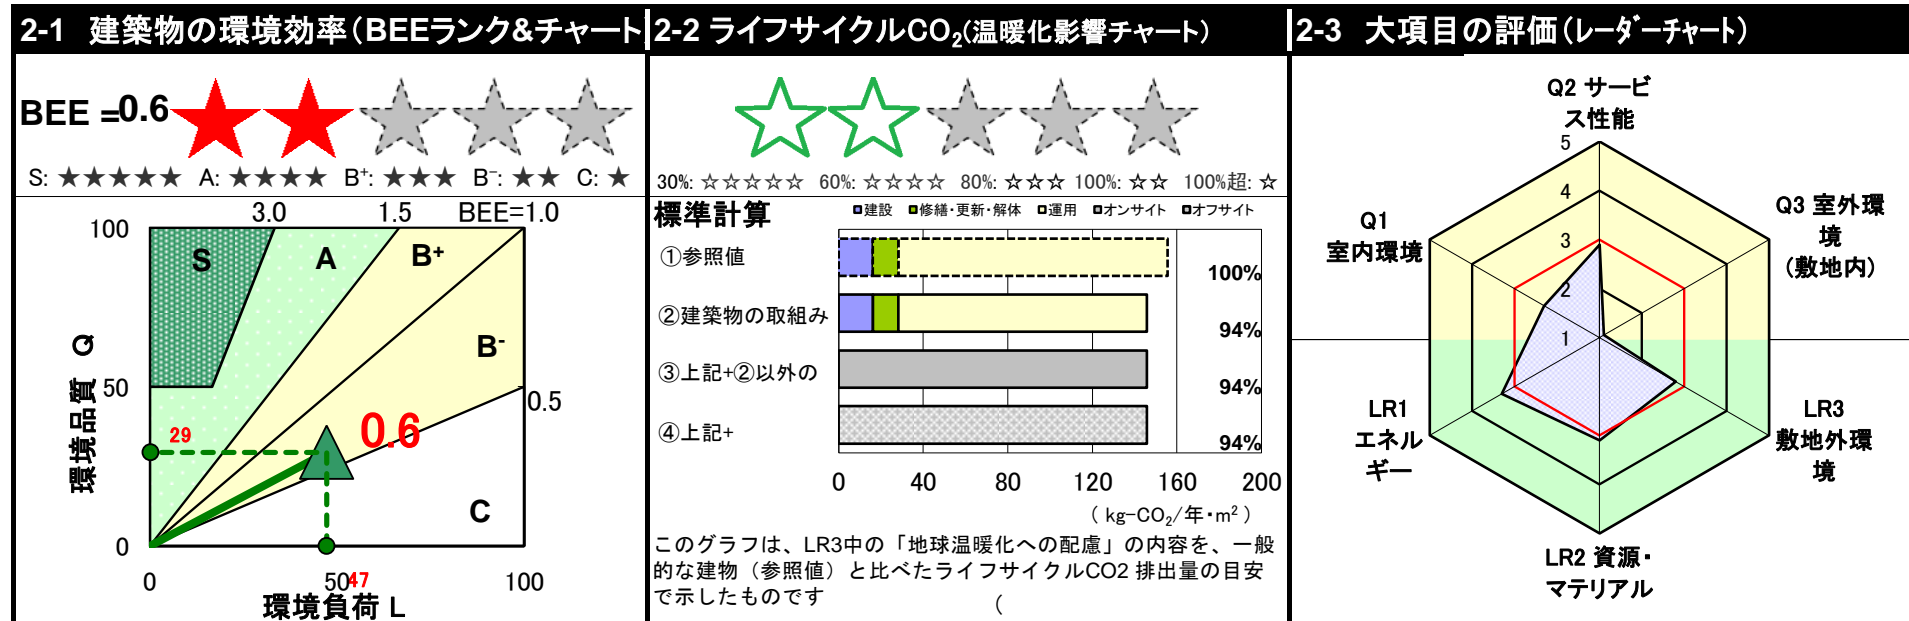 2-1 建築物の環境効率(BEEランク&チャート
BEE =0.6
S: ★★★★★ A: ★★★★ B+: ★★★ B-: ★★ C: ★
3.0 1.5 BEE=1.0
100
S A B+
B-
環境品質 Q
50
0.5
29
0.6
C
0
0 50 47 100
環境負荷 L
2-2 ライフサイクルCO2(温暖化影響チャート)
30%: ☆☆☆☆☆ 60%: ☆☆☆☆ 80%: ☆☆☆ 100%: ☆☆ 100%超: ☆
標準計算
建設 修繕・更新・解体 運用 オンサイト オフサイト
①参照値 100%
②建築物の取組み 94%
③上記+②以外の 94%
④上記+ 94%
0 40 80 120 160 200
( kg-CO2/年・m2 )
このグラフは、LR3中の「地球温暖化への配慮」の内容を、一般
的な建物(参照値)と比べたライフサイクルCO2 排出量の目安
で示したものです
(
2-3 大項目の評価(レーダーチャート)
Q2 サービ
ス性能
5
4
3
2
1
Q1
室内環境
Q3 室外環
境
(敷地内)
LR1
エネル
ギー
LR3
敷地外環
境
LR2 資源・
マテリアル